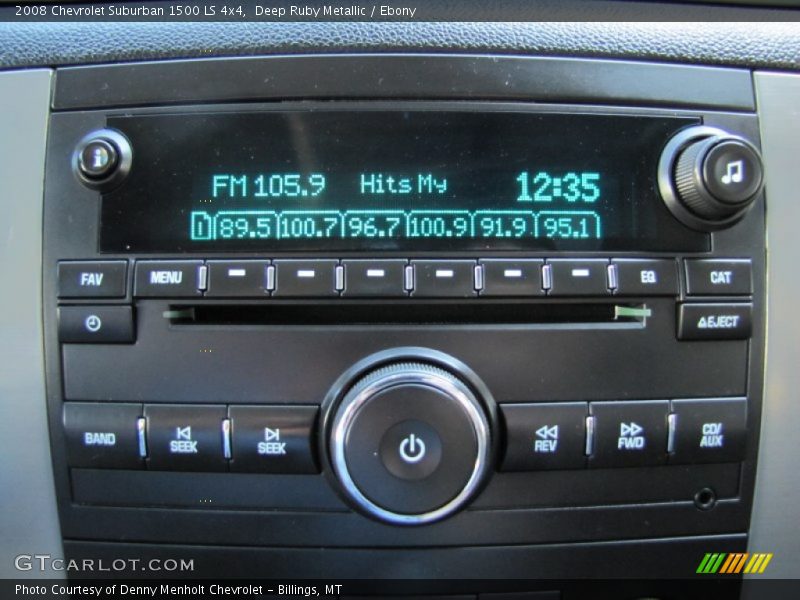 2008 Chevrolet Suburban 1500 LS 4x4, Deep Ruby Metallic / Ebony
i
FM 105.9 Hits My 12:35
1 89.5 100.7 96.7 100.9 91.9 95.1
FAV MENU EQ CAT
EJECT
BAND SEEK SEEK REV FWD CD/AUX
GTCARLOT.COM
Photo Courtesy of Denny Menholt Chevrolet - Billings, MT